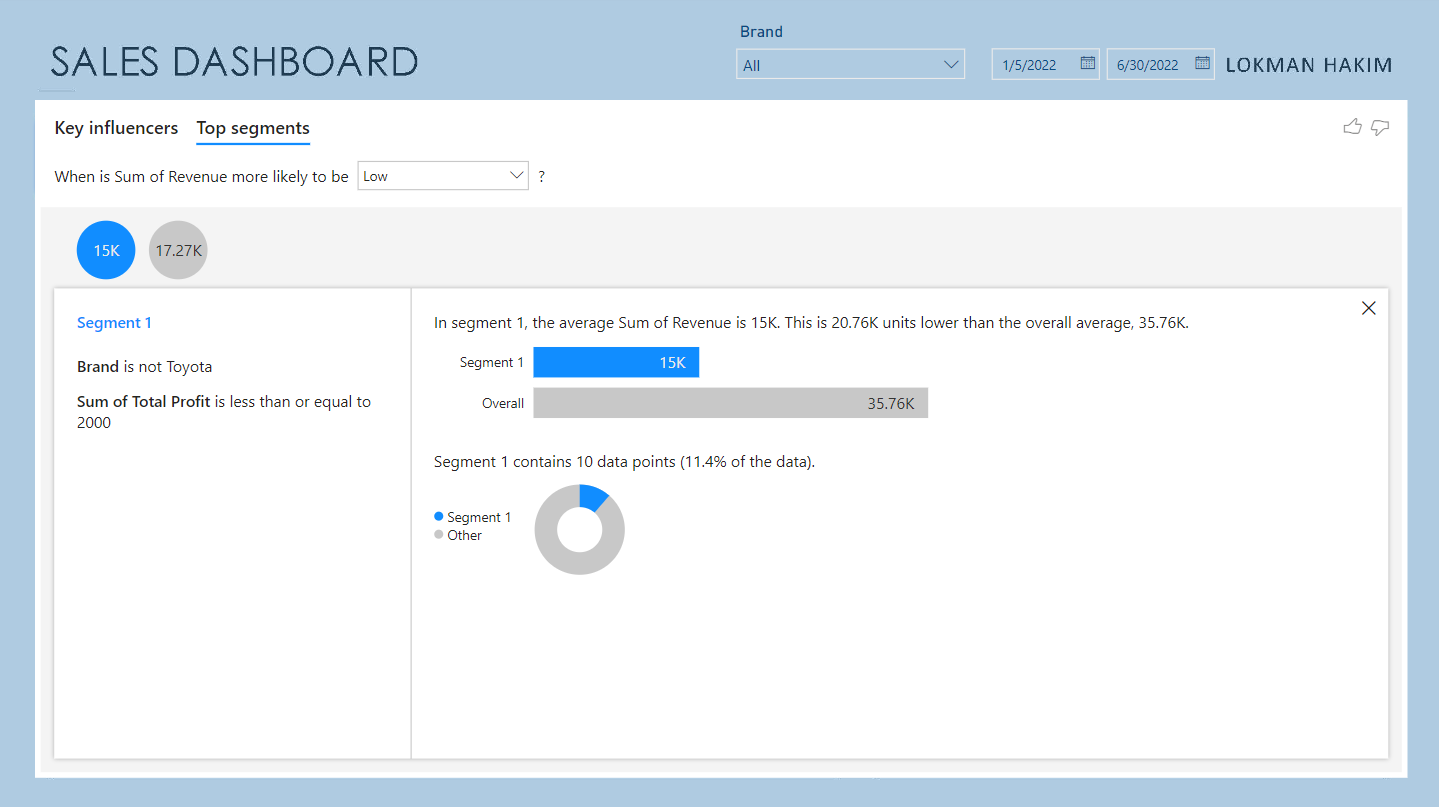 SALES DASHBOARD
Brand
All
1/5/2022
6/30/2022
LOKMAN HAKIM
Key influencers
Top segments
When is Sum of Revenue more likely to be Low ?
15K
17.27K
Segment 1
Brand is not Toyota
Sum of Total Profit is less than or equal to
2000
In segment 1, the average Sum of Revenue is 15K. This is 20.76K units lower than the overall average, 35.76K.
Segment 1 15K
Overall 35.76K
Segment 1 contains 10 data points (11.4% of the data).
Segment 1
Other